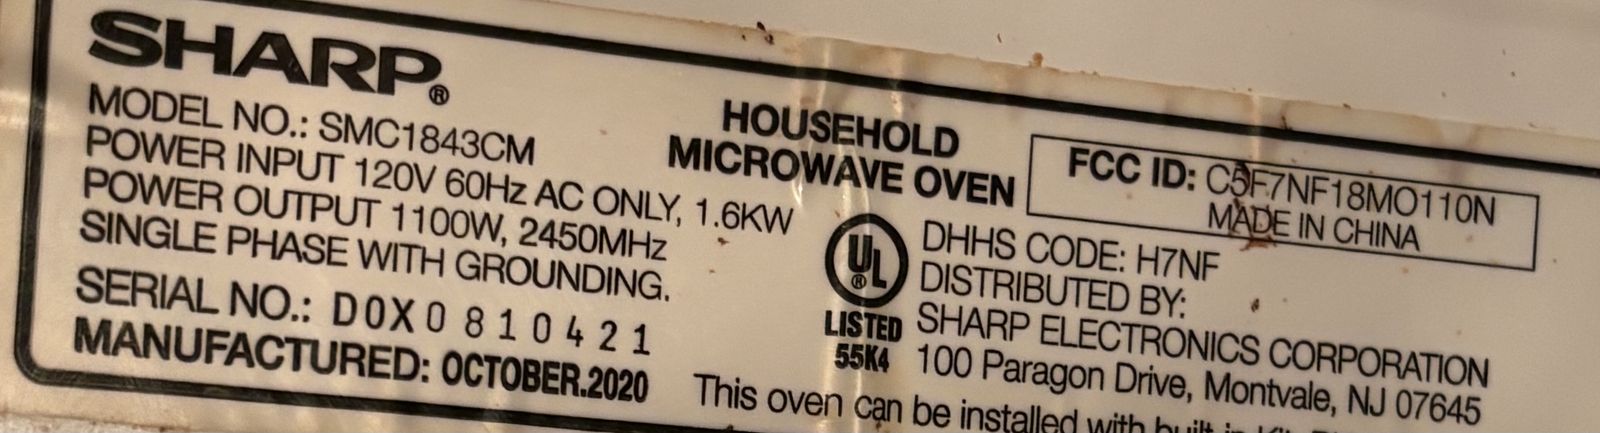 SHARP®
MODEL NO.: SMC1843CM
POWER INPUT 120V 60Hz AC ONLY, 1.6KW
POWER OUTPUT 1100W, 2450MHz
SINGLE PHASE WITH GROUNDING.
SERIAL NO.: D0X0810421
MANUFACTURED: OCTOBER.2020
HOUSEHOLD
MICROWAVE OVEN
FCC ID: C5F7NF18MO110N
MADE IN CHINA
UL®
LISTED
55K4
DHHS CODE: H7NF
DISTRIBUTED BY:
SHARP ELECTRONICS CORPORATION
100 Paragon Drive, Montvale, NJ 07645
This oven can be installed with built-in